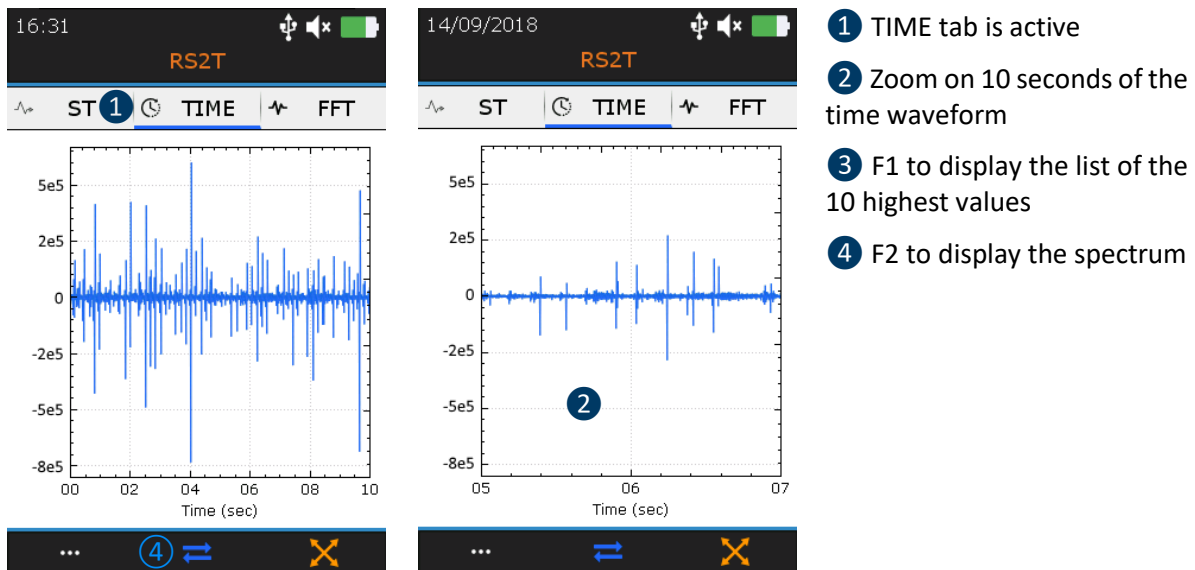 16:31
RS2T
ST 1 TIME FFT
5e5
2e5
0
-2e5
-5e5
-8e5
00 02 04 06 08 10
Time (sec)
... 4
14/09/2018
RS2T
ST TIME FFT
5e5
2e5
0
-2e5
-5e5
-8e5
2
05 06 07
Time (sec)
...
1 TIME tab is active
2 Zoom on 10 seconds of the
time waveform
3 F1 to display the list of the
10 highest values
4 F2 to display the spectrum